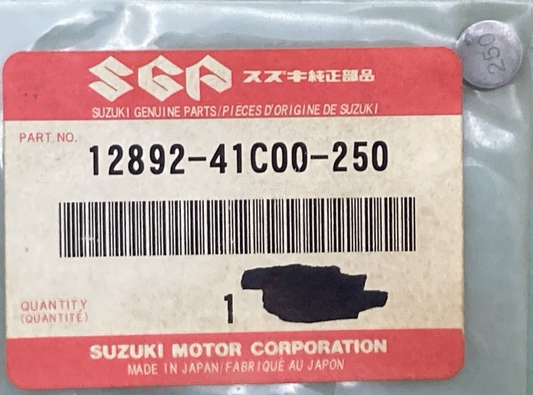 SGP スズキ純正部品
SUZUKI GENUINE PARTS/PIECES D'ORIGINE DE SUZUKI
PART. NO.
12892-41C00-250
QUANTITY
(QUANTITÉ)
1
SUZUKI MOTOR CORPORATION
MADE IN JAPAN/FABRIQUÉ AU JAPON
250